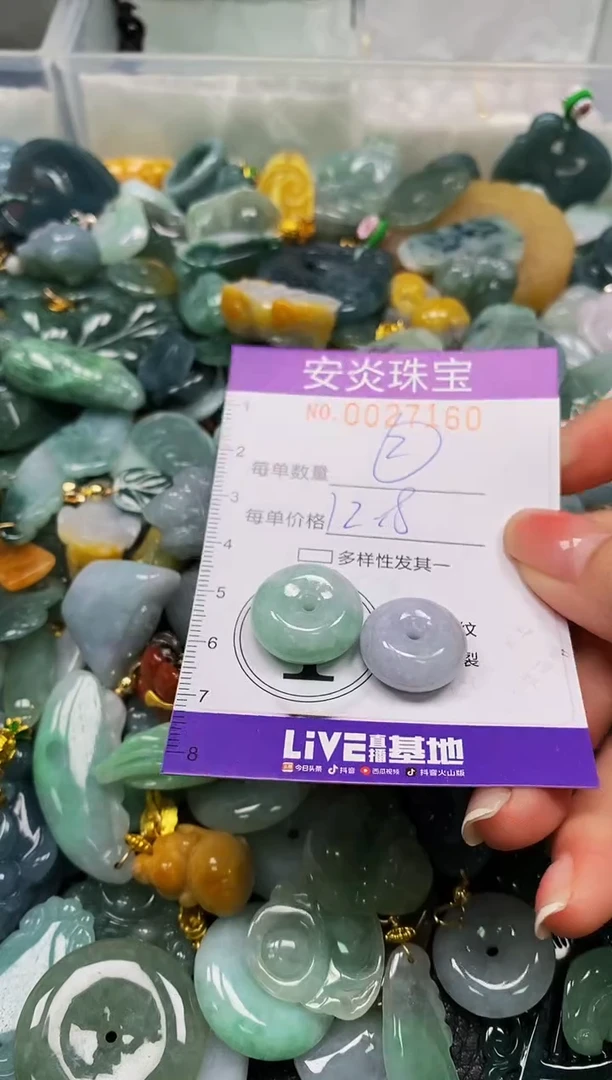 安炎珠宝
NO. 0027160
每单数量 2
每单价格 128
多样性发其一
纹
裂
1
2
3
4
5
6
7
8
LIVE直播基地
今日头条 抖音 西瓜视频 抖音火山版